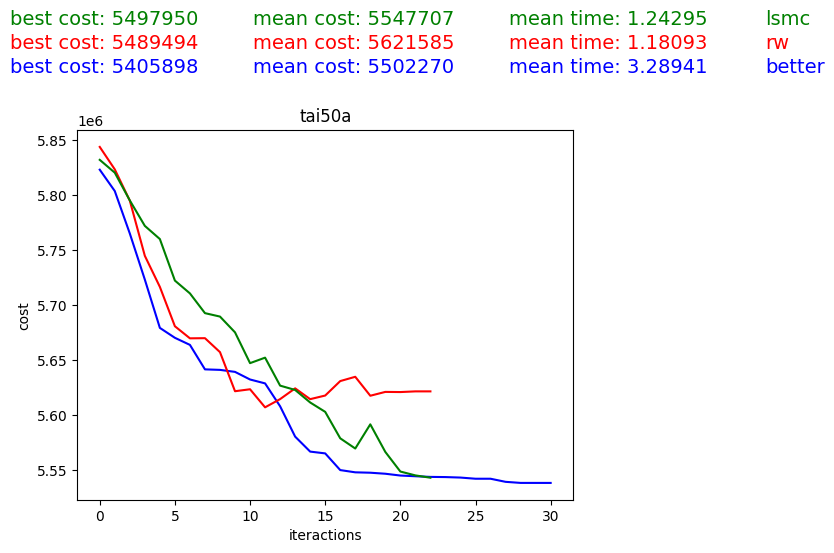 best cost: 5497950 mean cost: 5547707 mean time: 1.24295 lsmc
best cost: 5489494 mean cost: 5621585 mean time: 1.18093 rw
best cost: 5405898 mean cost: 5502270 mean time: 3.28941 better
tai50a
1e6
5.85
5.80
5.75
5.70
5.65
5.60
5.55
cost
0 5 10 15 20 25 30
iteractions